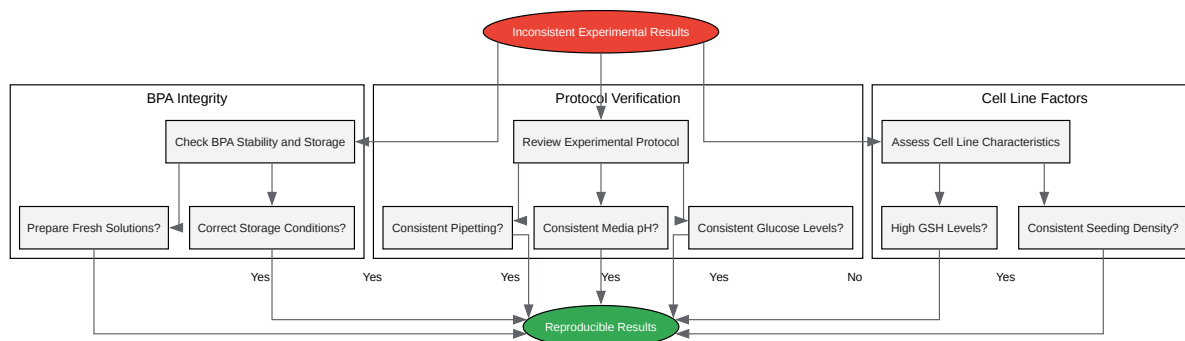 Inconsistent Experimental Results
BPA Integrity
Protocol Verification
Cell Line Factors
Check BPA Stability and Storage
Review Experimental Protocol
Assess Cell Line Characteristics
Prepare Fresh Solutions?
Correct Storage Conditions?
Consistent Pipetting?
Consistent Media pH?
Consistent Glucose Levels?
High GSH Levels?
Consistent Seeding Density?
Yes
Yes
Yes
Yes
Yes
No
Yes
Reproducible Results